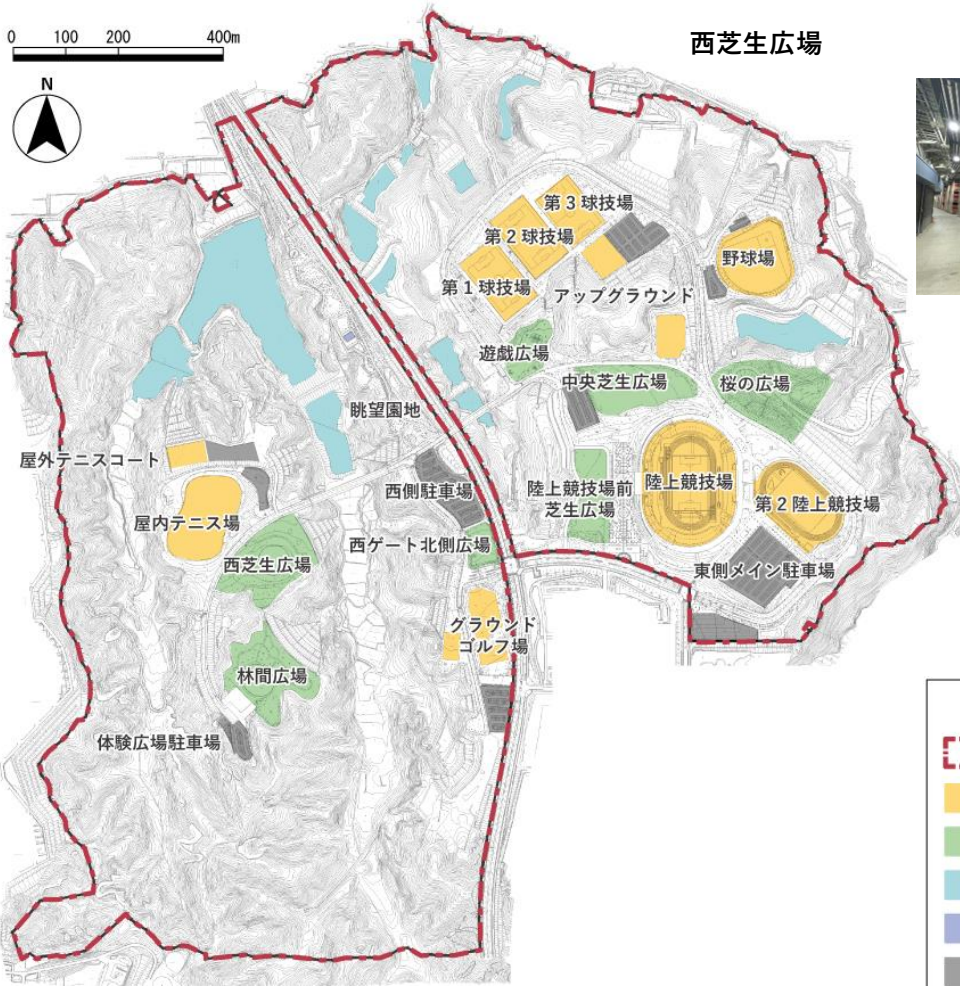 西芝生広場
0 100 200 400m
N
第3球技場
第2球技場
第1球技場
アップグラウンド
野球場
遊戯広場
中央芝生広場
桜の広場
眺望園地
屋外テニスコート
西側駐車場
陸上競技場前
芝生広場
陸上競技場
第2陸上競技場
屋内テニス場
西ゲート北側広場
西芝生広場
東側メイン駐車場
グラウンド
ゴルフ場
林間広場
体験広場駐車場